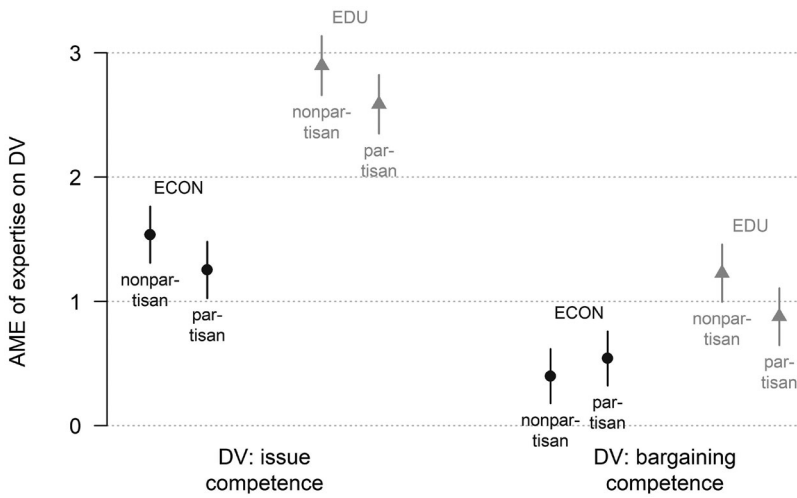 EDU
3
nonpar-
tisan
par-
tisan
2
ECON
nonpar-
tisan
par-
tisan
EDU
nonpar-
tisan
par-
tisan
1
ECON
nonpar-
tisan
par-
tisan
0
AME of expertise on DV
DV: issue
competence
DV: bargaining
competence